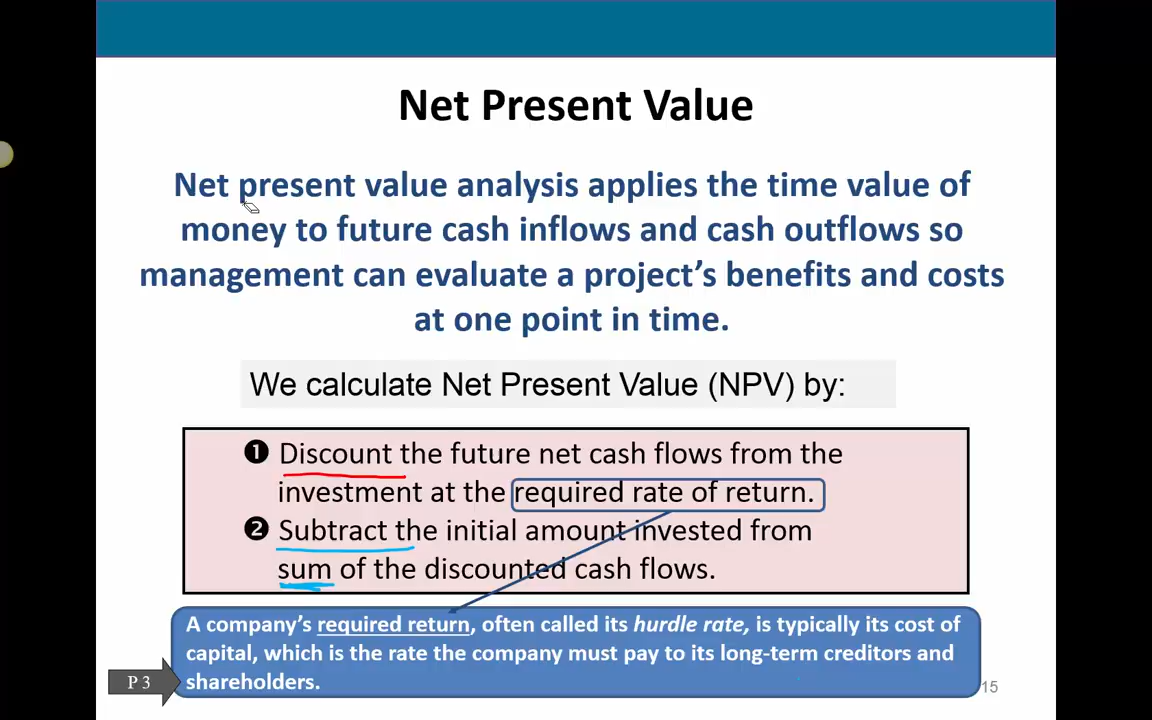 Net Present Value
Net present value analysis applies the time value of
money to future cash inflows and cash outflows so
management can evaluate a project’s benefits and costs
at one point in time.
We calculate Net Present Value (NPV) by:
❶ Discount the future net cash flows from the
investment at the required rate of return.
❷ Subtract the initial amount invested from
sum of the discounted cash flows.
A company’s required return, often called its hurdle rate, is typically its cost of
capital, which is the rate the company must pay to its long-term creditors and
shareholders.
P 3
15